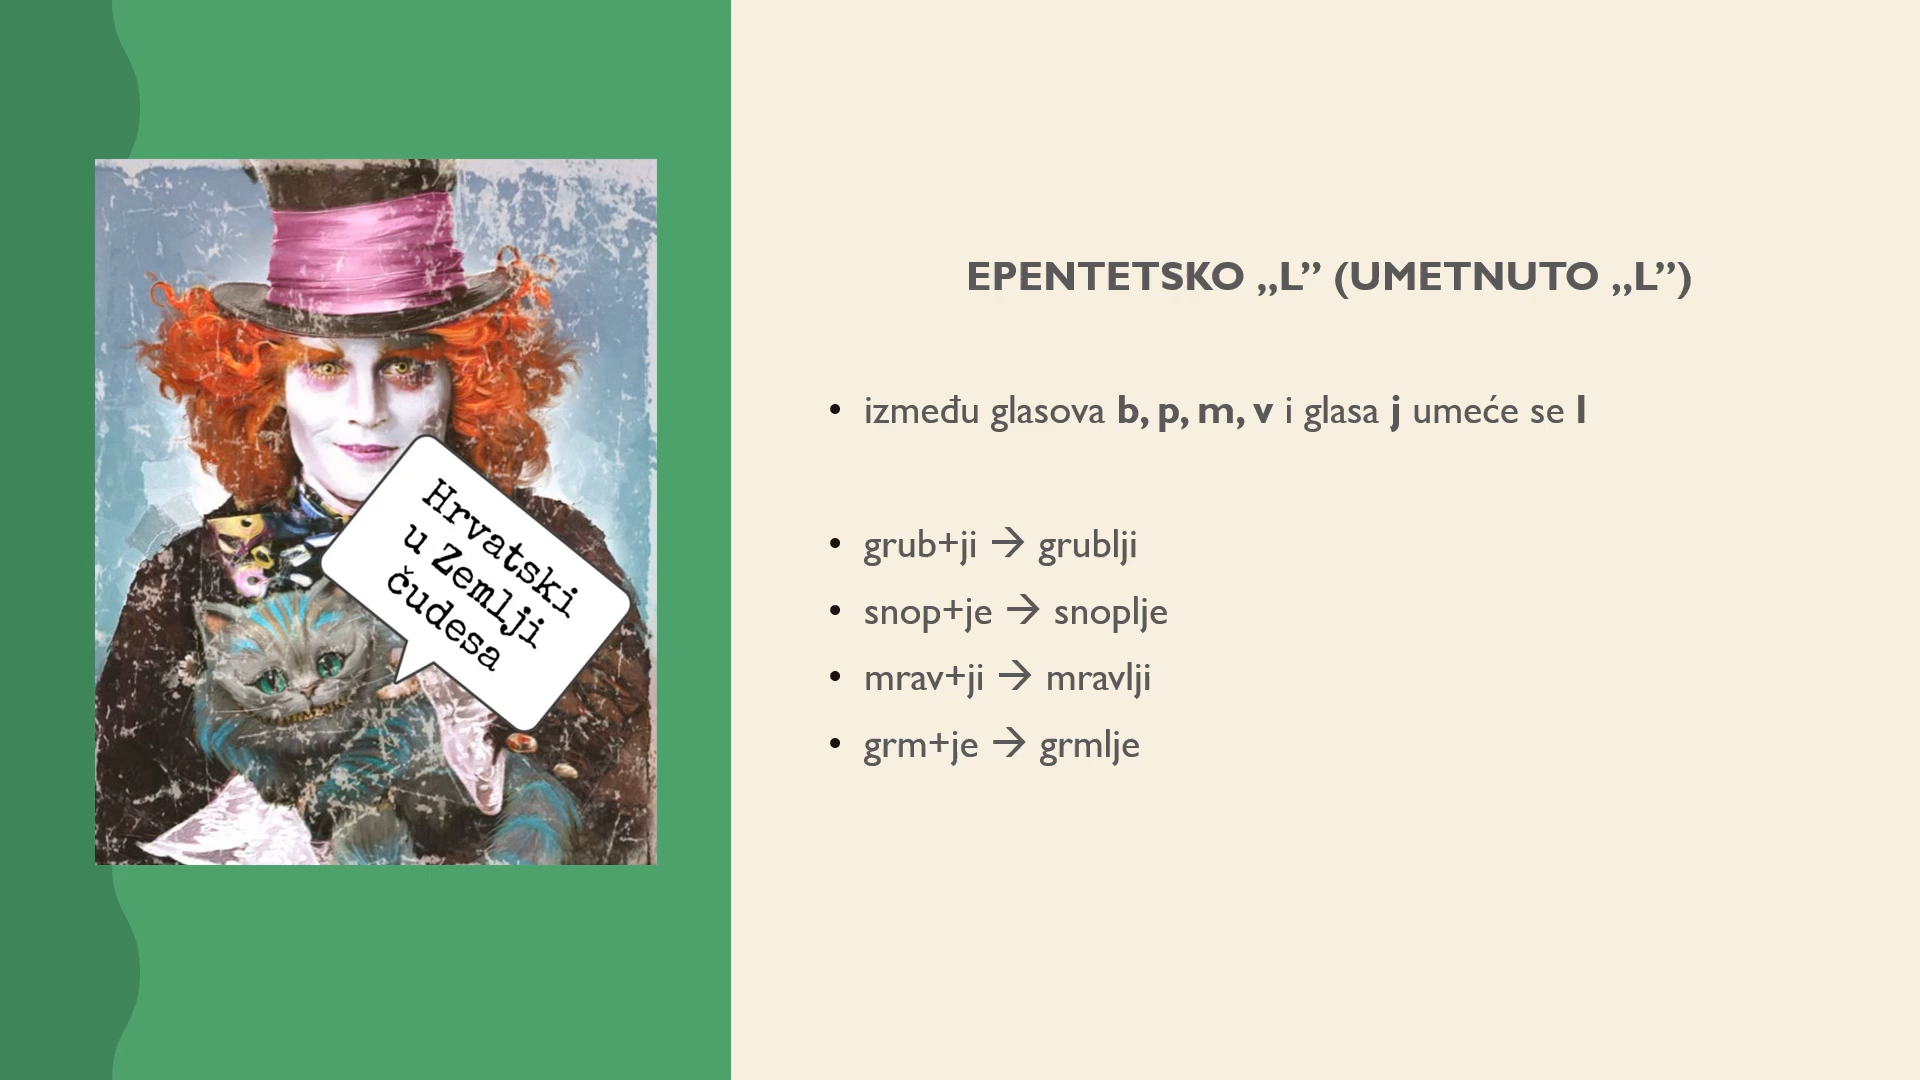 Hrvatski
u Zemlji
čudesa
EPENTETSKO „L” (UMETNUTO „L”)
• između glasova b, p, m, v i glasa j umeće se l
• grub+ji → grublji
• snop+je → snoplje
• mrav+ji → mravlji
• grm+je → grmlje